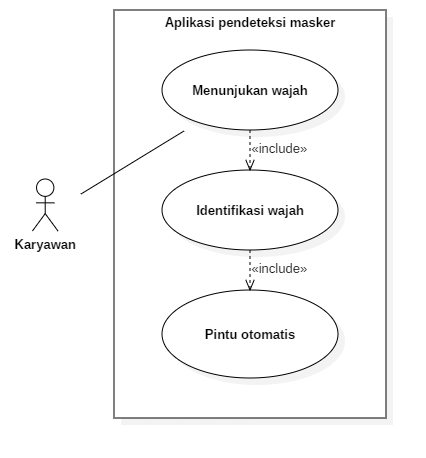 Aplikasi pendeteksi masker
Menunjukan wajah
«include»
Identifikasi wajah
Karyawan
«include»
Pintu otomatis